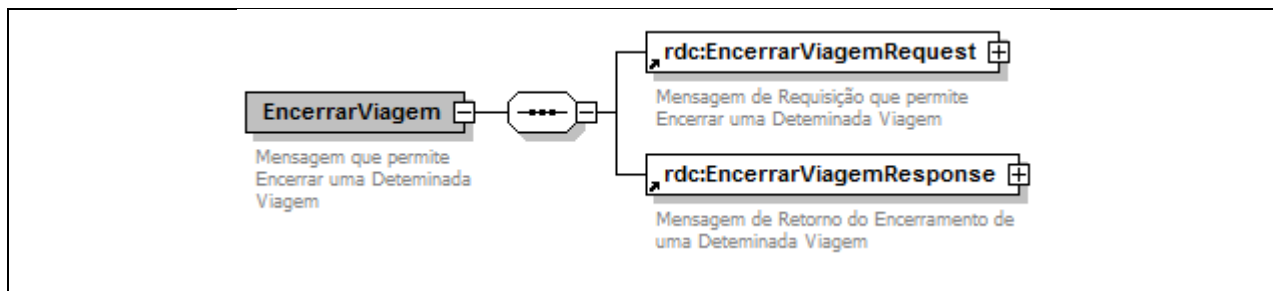 EncerrarViagem
Mensagem que permite
Encerrar uma Deteminada
Viagem
rdc:EncerrarViagemRequest
Mensagem de Requisição que permite
Encerrar uma Deteminada Viagem
rdc:EncerrarViagemResponse
Mensagem de Retorno do Encerramento de
uma Deteminada Viagem